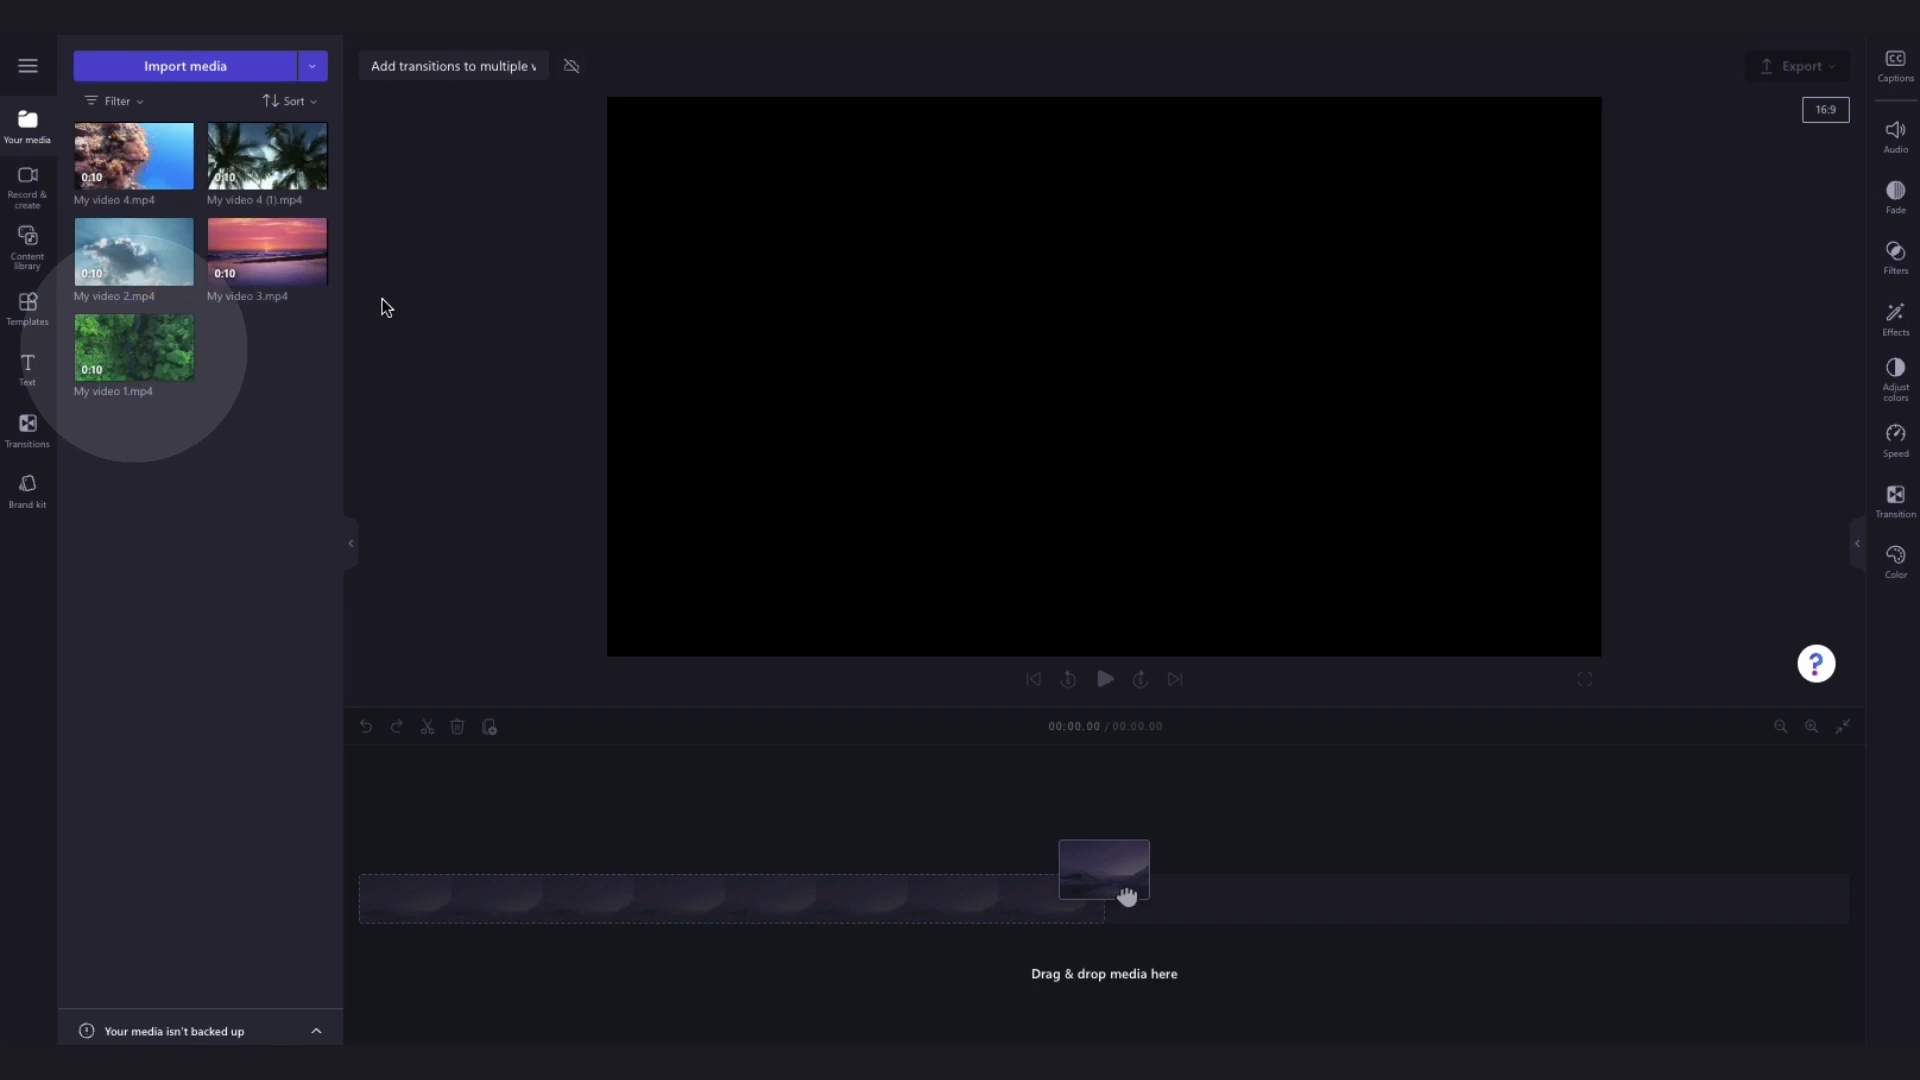 Import media
Add transitions to multiple v
Export
CC
Captions
Filter
Sort
16:9
Your media
0:10
0:10
My video 4.mp4
My video 4 (1).mp4
Audio
Record &
create
Fade
Content
library
0:10
0:10
My video 2.mp4
My video 3.mp4
Filters
Templates
Effects
0:10
My video 1.mp4
T
Text
Adjust
colors
Transitions
Speed
Brand kit
Transition
Color
?
5
5
00:00.00 / 00:00.00
Drag & drop media here
Your media isn't backed up